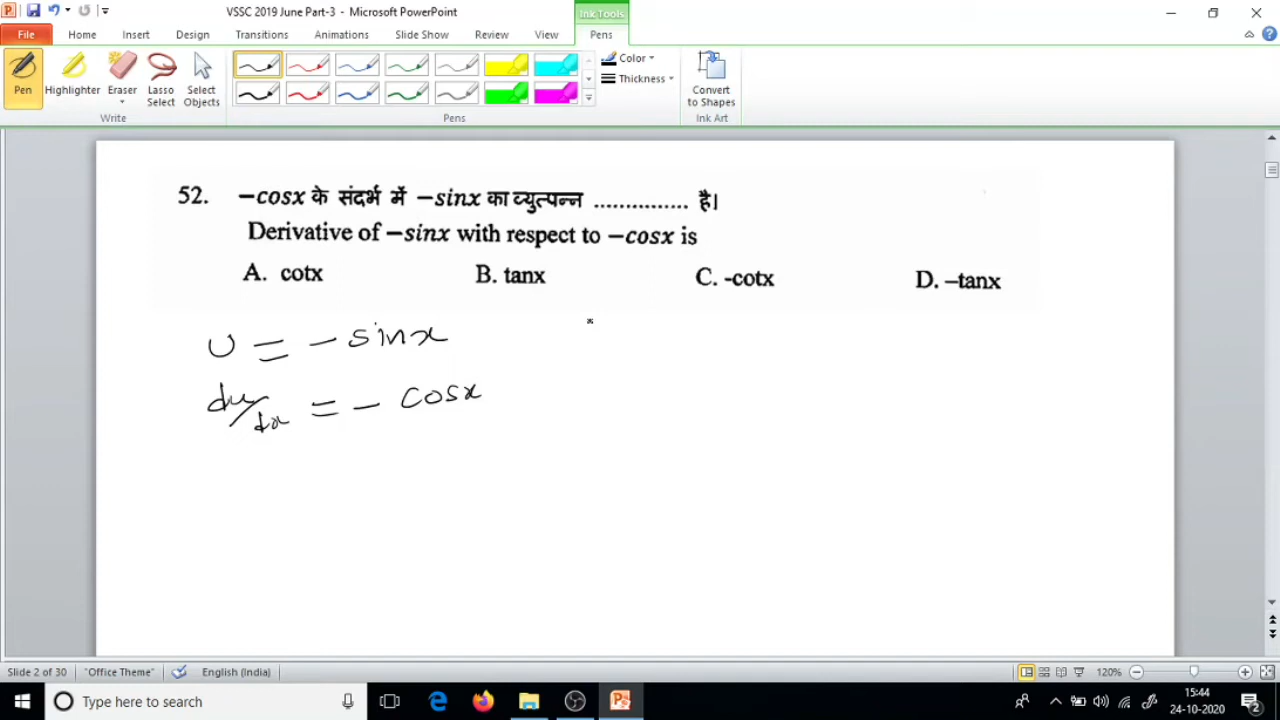 VSSC 2019 June Part-3 - Microsoft PowerPoint
Ink Tools
File Home Insert Design Transitions Animations Slide Show Review View Pens
Pen Highlighter Eraser Lasso Select Select Objects
Color
Thickness
Convert to Shapes
Write Pens Ink Art
52. −cosx के संदर्भ में −sinx का व्युत्पन्न ............... है।
Derivative of −sinx with respect to −cosx is
A. cotx B. tanx C. -cotx D. –tanx
u = − sinx
du/dx = − cosx
Slide 2 of 30 "Office Theme" English (India) 120%
Type here to search
15:44
24-10-2020
2